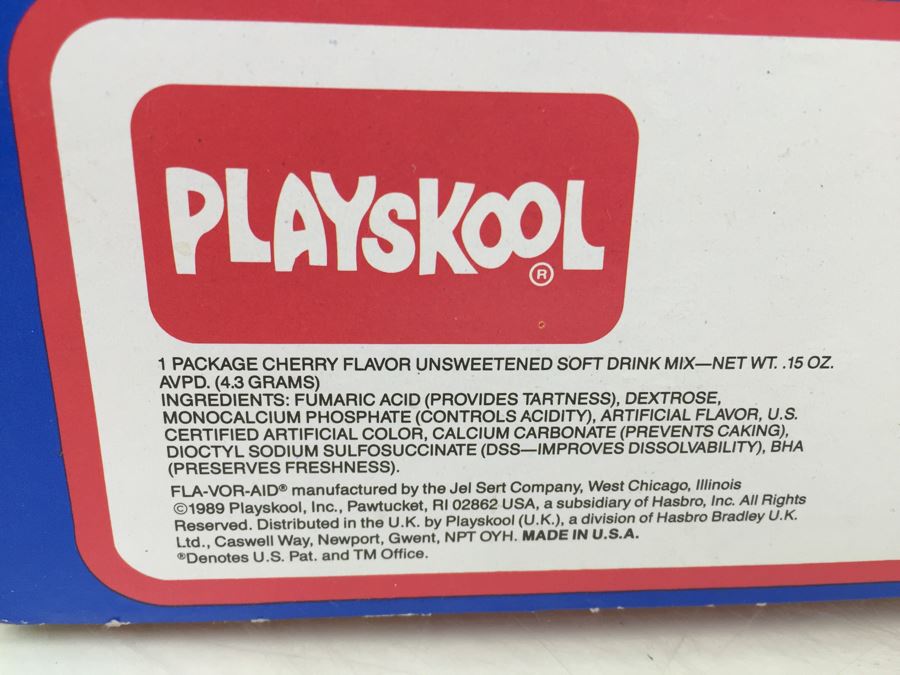 PLAYSKOOL®
1 PACKAGE CHERRY FLAVOR UNSWEETENED SOFT DRINK MIX—NET WT. .15 OZ.
AVPD. (4.3 GRAMS)
INGREDIENTS: FUMARIC ACID (PROVIDES TARTNESS), DEXTROSE,
MONOCALCIUM PHOSPHATE (CONTROLS ACIDITY), ARTIFICIAL FLAVOR, U.S.
CERTIFIED ARTIFICIAL COLOR, CALCIUM CARBONATE (PREVENTS CAKING),
DIOCTYL SODIUM SULFOSUCCINATE (DSS—IMPROVES DISSOLVABILITY), BHA
(PRESERVES FRESHNESS).
FLA-VOR-AID® manufactured by the Jel Sert Company, West Chicago, Illinois
©1989 Playskool, Inc., Pawtucket, RI 02862 USA, a subsidiary of Hasbro, Inc. All Rights
Reserved. Distributed in the U.K. by Playskool (U.K.), a division of Hasbro Bradley U.K.
Ltd., Caswell Way, Newport, Gwent, NPT OYH. MADE IN U.S.A.
®Denotes U.S. Pat. and TM Office.